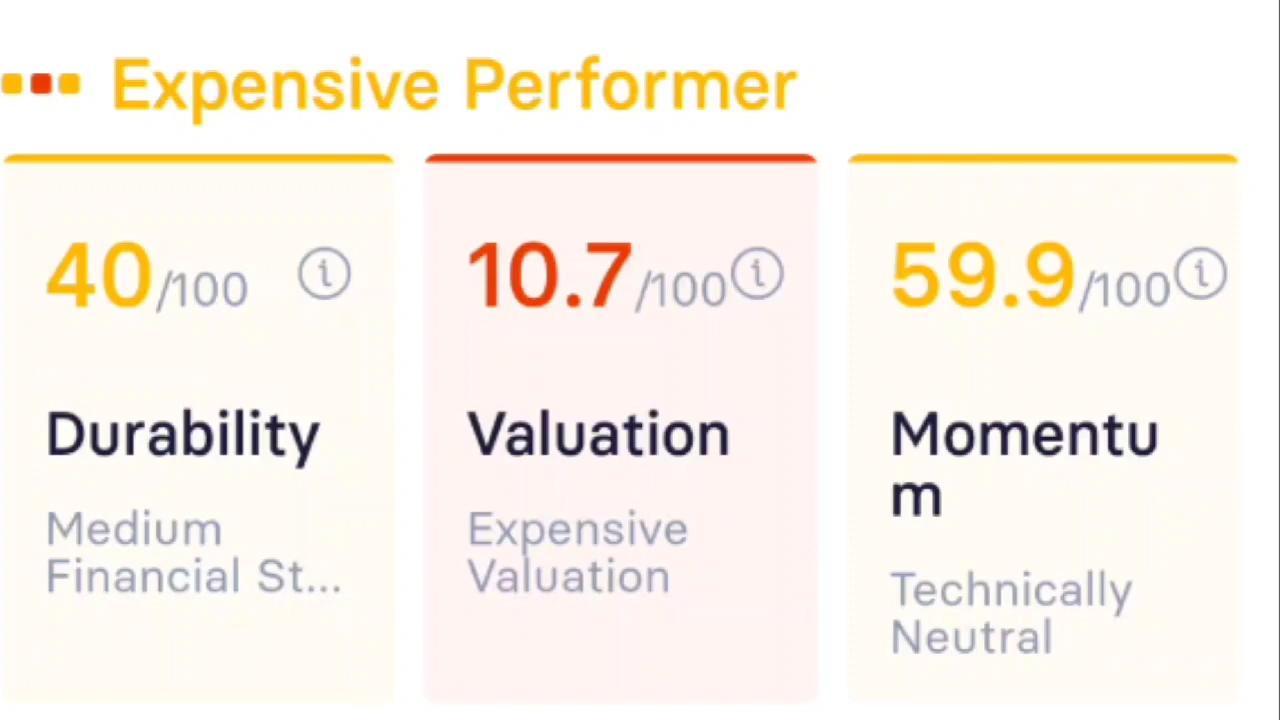 Expensive Performer
40/100
Durability
Medium
Financial St...
10.7/100
Valuation
Expensive
Valuation
59.9/100
Momentu
m
Technically
Neutral